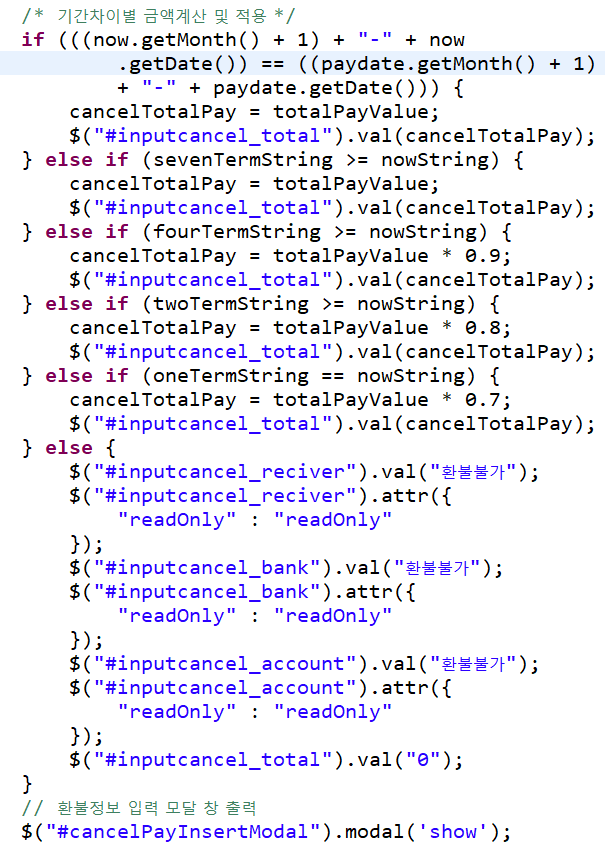 /* 기간차이별 금액계산 및 적용 */
if (((now.getMonth() + 1) + "-" + now
.getDate()) == ((paydate.getMonth() + 1)
+ "-" + paydate.getDate())) {
cancelTotalPay = totalPayValue;
$("#inputcancel_total").val(cancelTotalPay);
} else if (sevenTermString >= nowString) {
cancelTotalPay = totalPayValue;
$("#inputcancel_total").val(cancelTotalPay);
} else if (fourTermString >= nowString) {
cancelTotalPay = totalPayValue * 0.9;
$("#inputcancel_total").val(cancelTotalPay);
} else if (twoTermString >= nowString) {
cancelTotalPay = totalPayValue * 0.8;
$("#inputcancel_total").val(cancelTotalPay);
} else if (oneTermString == nowString) {
cancelTotalPay = totalPayValue * 0.7;
$("#inputcancel_total").val(cancelTotalPay);
} else {
$("#inputcancel_reciver").val("환불불가");
$("#inputcancel_reciver").attr({
"readOnly" : "readOnly"
});
$("#inputcancel_bank").val("환불불가");
$("#inputcancel_bank").attr({
"readOnly" : "readOnly"
});
$("#inputcancel_account").val("환불불가");
$("#inputcancel_account").attr({
"readOnly" : "readOnly"
});
$("#inputcancel_total").val("0");
}
// 환불정보 입력 모달 창 출력
$("#cancelPayInsertModal").modal('show');